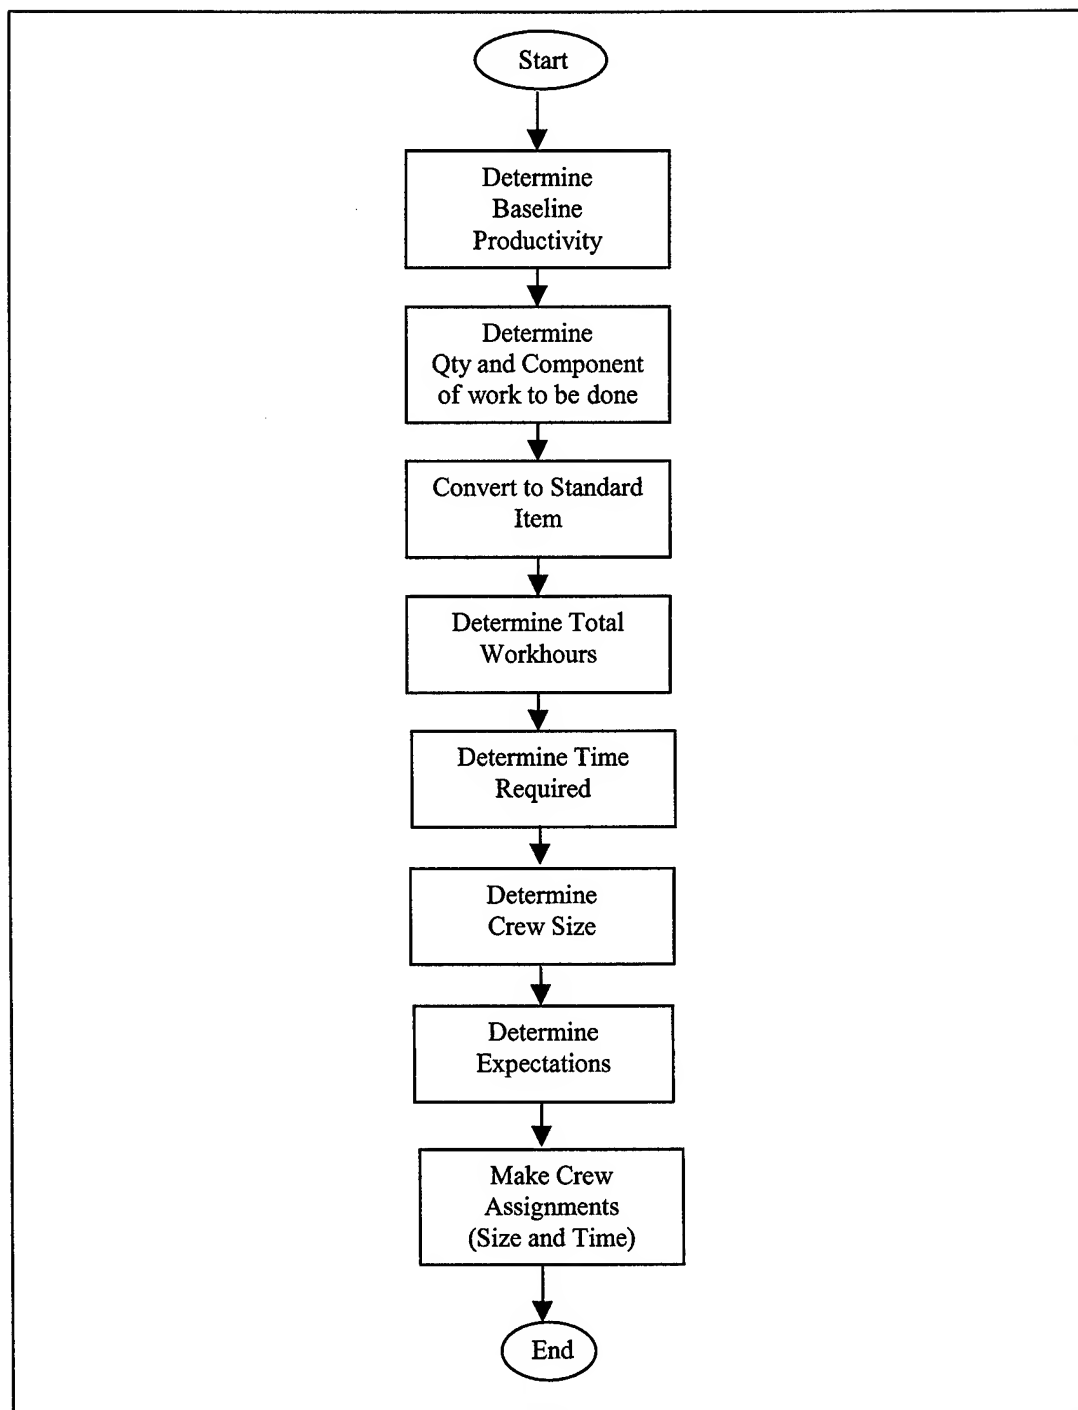 Start
Determine
Baseline
Productivity
Determine
Qty and Component
of work to be done
Convert to Standard
Item
Determine Total
Workhours
Determine Time
Required
Determine
Crew Size
Determine
Expectations
Make Crew
Assignments
(Size and Time)
End